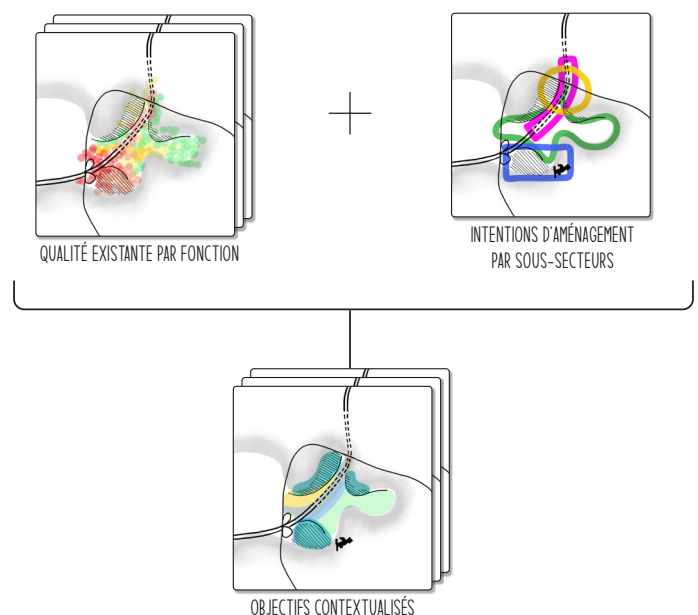 QUALITÉ EXISTANTE PAR FONCTION
INTENTIONS D'AMÉNAGEMENT
PAR SOUS-SECTEURS
OBJECTIFS CONTEXTUALISÉS